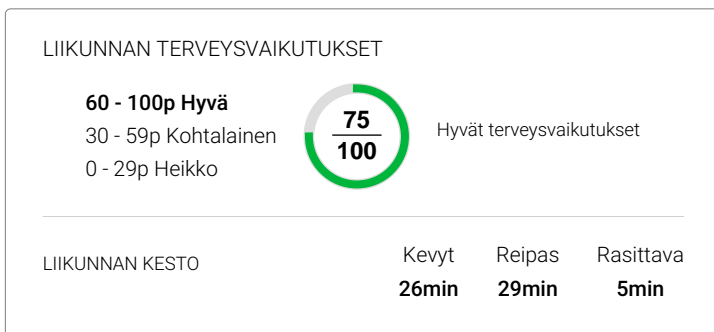 LIIKUNNAN TERVEYSVAIKUTUKSET
60 - 100p Hyvä
30 - 59p Kohtalainen
0 - 29p Heikko
75
100
Hyvät terveysvaikutukset
LIIKUNNAN KESTO
Kevyt Reipas Rasittava
26min 29min 5min